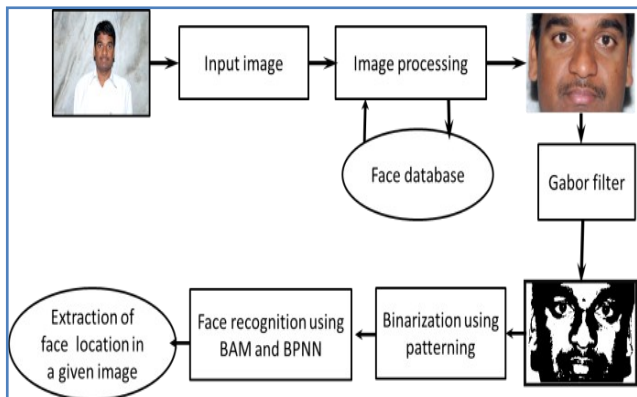 Input image
Image processing
Face database
Gabor filter
Binarization using
patterning
Face recognition using
BAM and BPNN
Extraction of
face location in
a given image